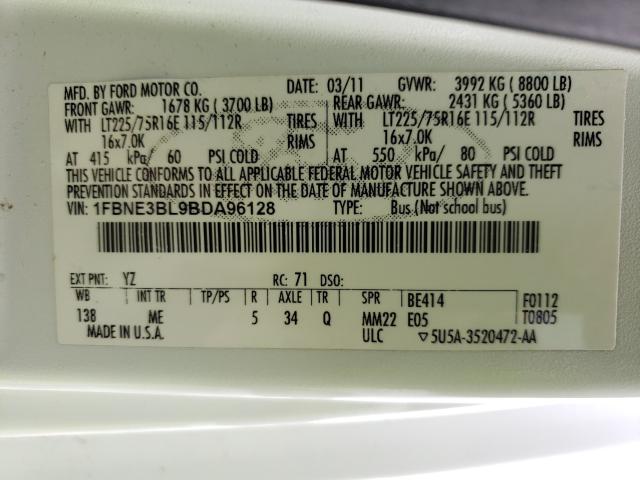 MFD. BY FORD MOTOR CO.
DATE: 03/11 GVWR: 3992 KG ( 8800 LB)
FRONT GAWR: 1678 KG ( 3700 LB) REAR GAWR: 2431 KG ( 5360 LB)
WITH LT225/75R16E 115/112R TIRES WITH LT225/75R16E 115/112R TIRES
16x7.0K RIMS 16x7.0K RIMS
AT 415 kPa/ 60 PSI COLD AT 550 kPa/ 80 PSI COLD
THIS VEHICLE CONFORMS TO ALL APPLICABLE FEDERAL MOTOR VEHICLE SAFETY AND THEFT
PREVENTION STANDARDS IN EFFECT ON THE DATE OF MANUFACTURE SHOWN ABOVE.
VIN: 1FBNE3BL9BDA96128 TYPE: Bus (Not school bus)
EXT PNT: YZ RC: 71 DSO:
WB INT TR TP/PS R AXLE TR SPR BE414 F0112
138 ME 5 34 Q MM22 E05 T0805
MADE IN U.S.A. ULC ▽5U5A-3520472-AA